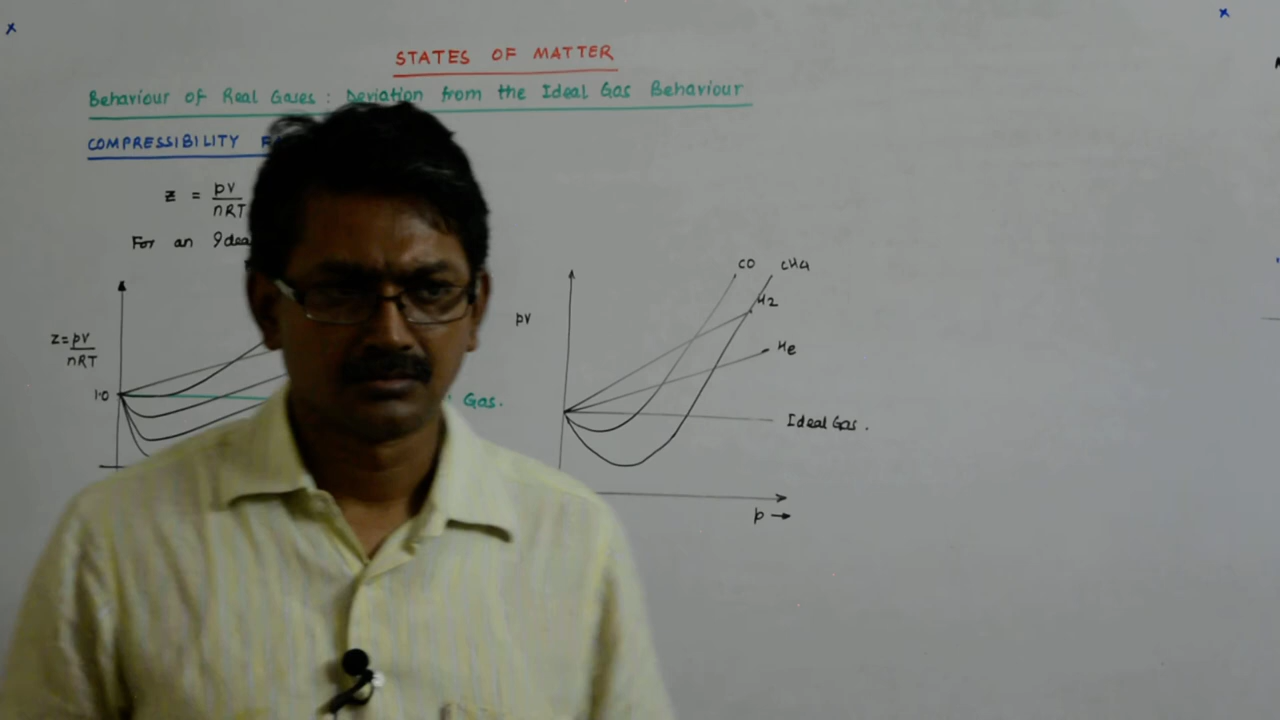 STATES OF MATTER
Behaviour of Real Gases : Deviation from the Ideal Gas Behaviour
COMPRESSIBILITY
Z = pV
nRT
For an
CO CH4
H2
pV
He
Z = pV
nRT
1.0
Gas.
Ideal Gas .
p →